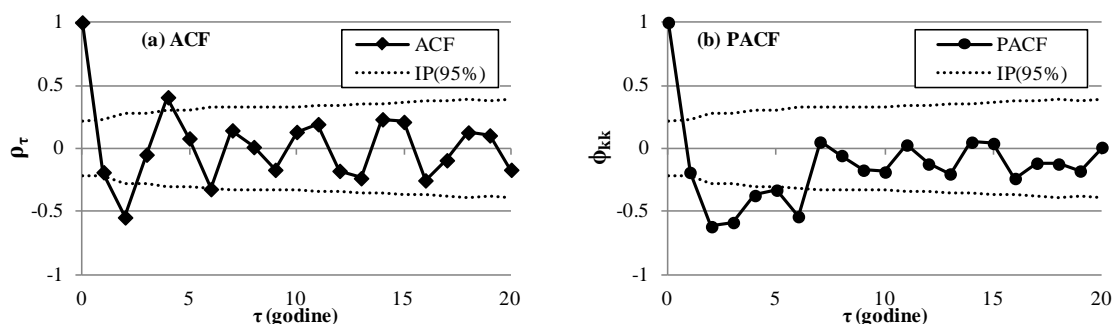 (a) ACF
ACF
IP(95%)
1
0.5
0
-0.5
-1
ρτ
0 5 10 15 20
τ (godine)
(b) PACF
PACF
IP(95%)
1
0.5
0
-0.5
-1
ϕkk
0 5 10 15 20
τ (godine)